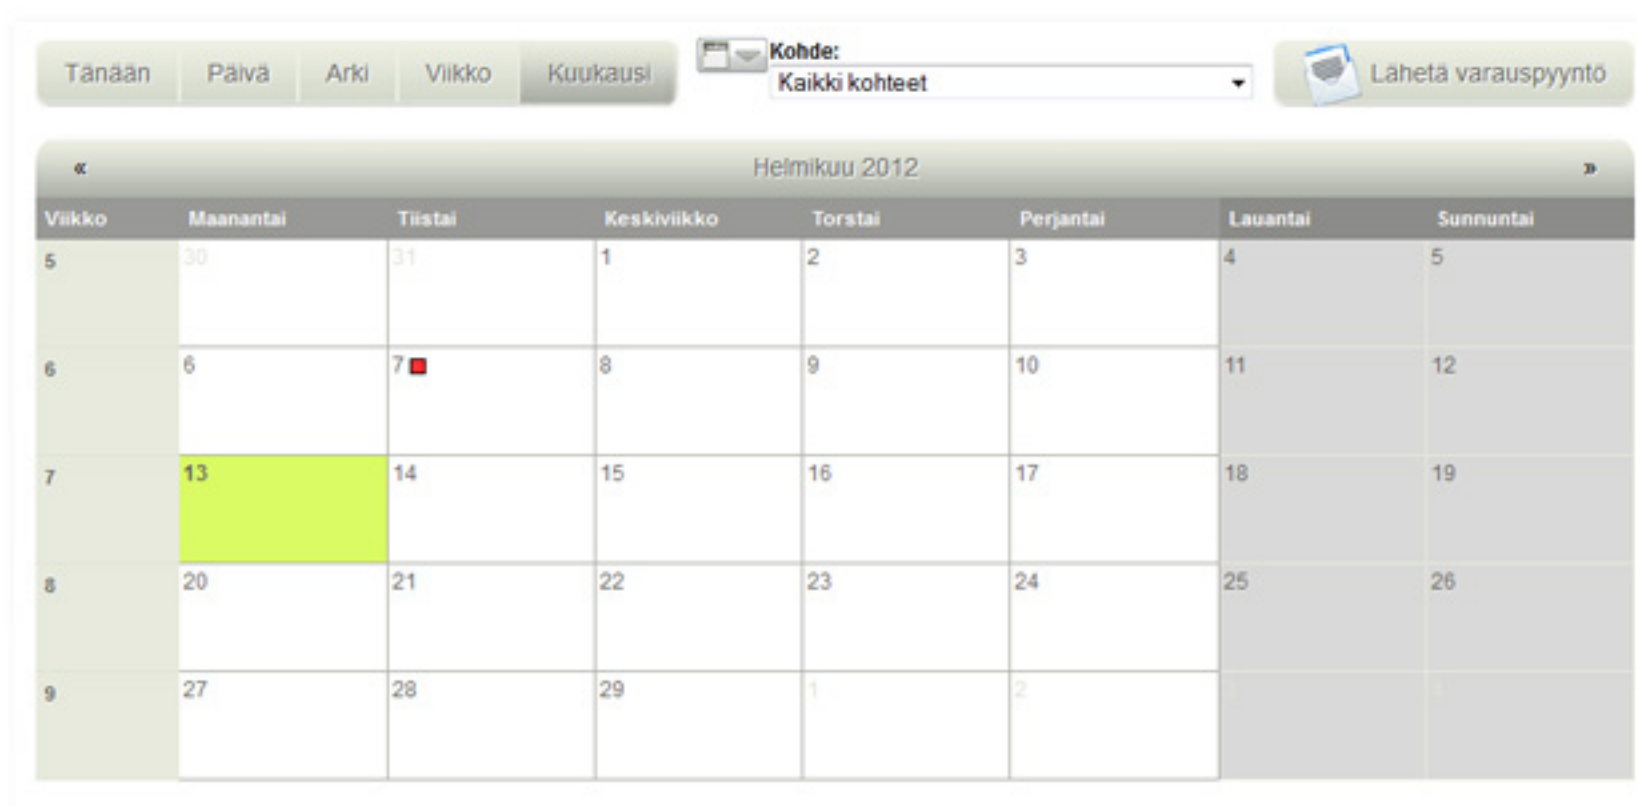 Tänään Päivä Arki Viikko Kuukausi Kohde:
Kaikki kohteet Lähetä varauspyyntö
« Helmikuu 2012 »
Viikko Maanantai Tiistai Keskiviikko Torstai Perjantai Lauantai Sunnuntai
5 30 31 1 2 3 4 5
6 6 7 8 9 10 11 12
7 13 14 15 16 17 18 19
8 20 21 22 23 24 25 26
9 27 28 29 1 2 3 4